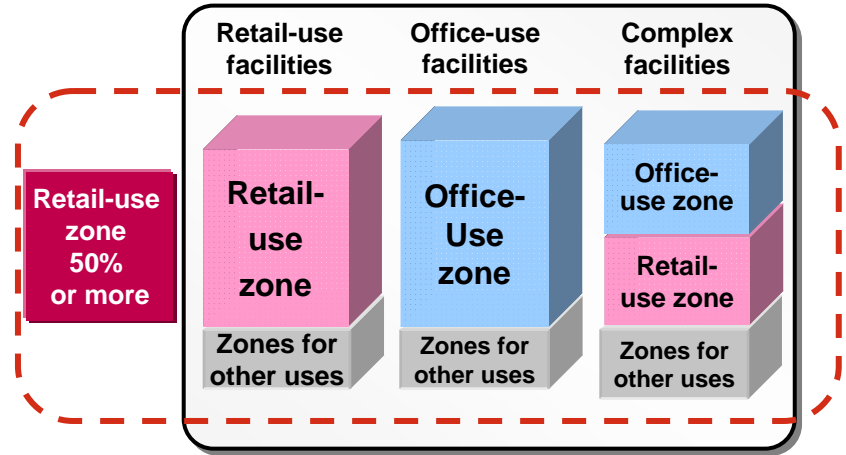 Retail-use
facilities
Office-use
facilities
Complex
facilities
Retail-use
zone
50%
or more
Retail-
use
zone
Zones for
other uses
Office-
Use
zone
Zones for
other uses
Office-
use zone
Retail-
use zone
Zones for
other uses